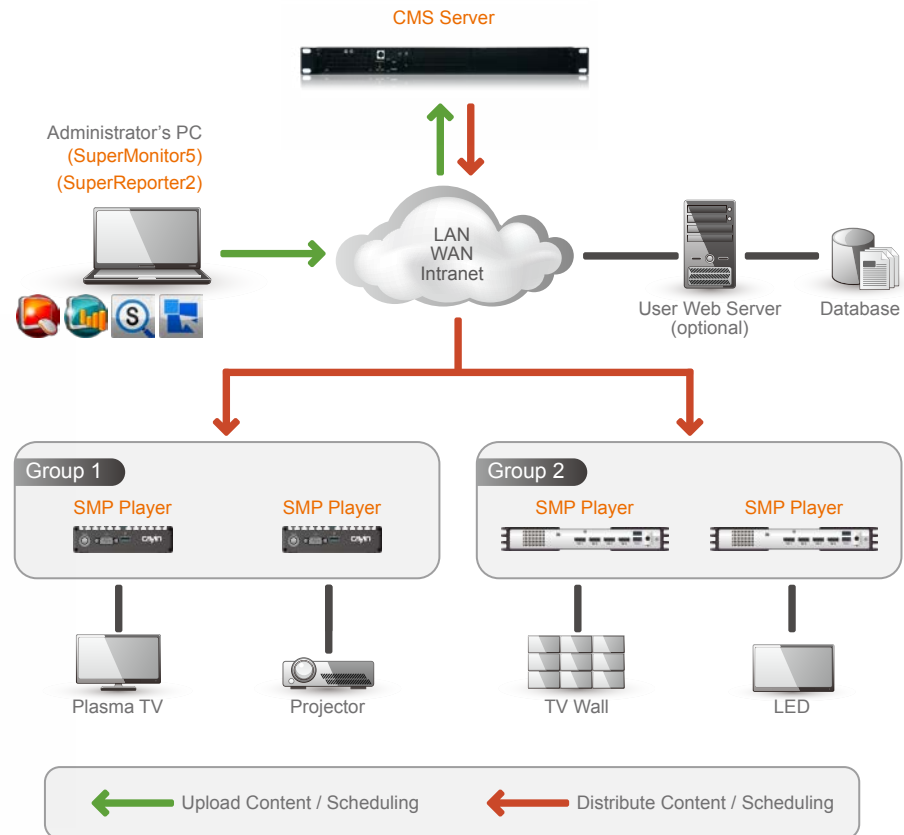 CMS Server
Administrator's PC
(SuperMonitor5)
(SuperReporter2)
LAN
WAN
Intranet
S
User Web Server
(optional)
Database
Group 1
SMP Player
SMP Player
CAYIN
CAYIN
Group 2
SMP Player
SMP Player
Plasma TV
Projector
TV Wall
LED
Upload Content / Scheduling
Distribute Content / Scheduling